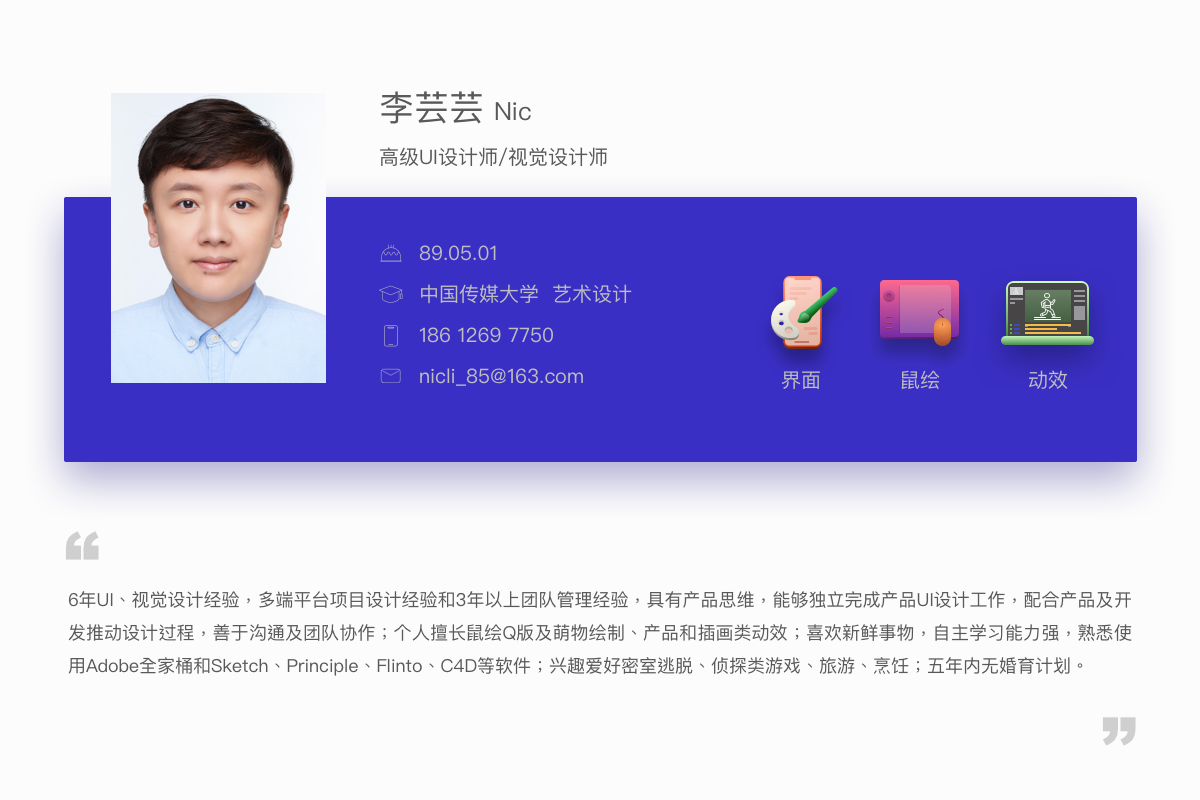 李芸芸 Nic
高级UI设计师/视觉设计师
89.05.01
中国传媒大学 艺术设计
186 1269 7750
nicli_85@163.com
界面
鼠绘
动效
“
6年UI、视觉设计经验，多端平台项目设计经验和3年以上团队管理经验，具有产品思维，能够独立完成产品UI设计工作，配合产品及开
发推动设计过程，善于沟通及团队协作；个人擅长鼠绘Q版及萌物绘制、产品和插画类动效；喜欢新鲜事物，自主学习能力强，熟悉使
用Adobe全家桶和Sketch、Principle、Flinto、C4D等软件；兴趣爱好密室逃脱、侦探类游戏、旅游、烹饪；五年内无婚育计划。
”